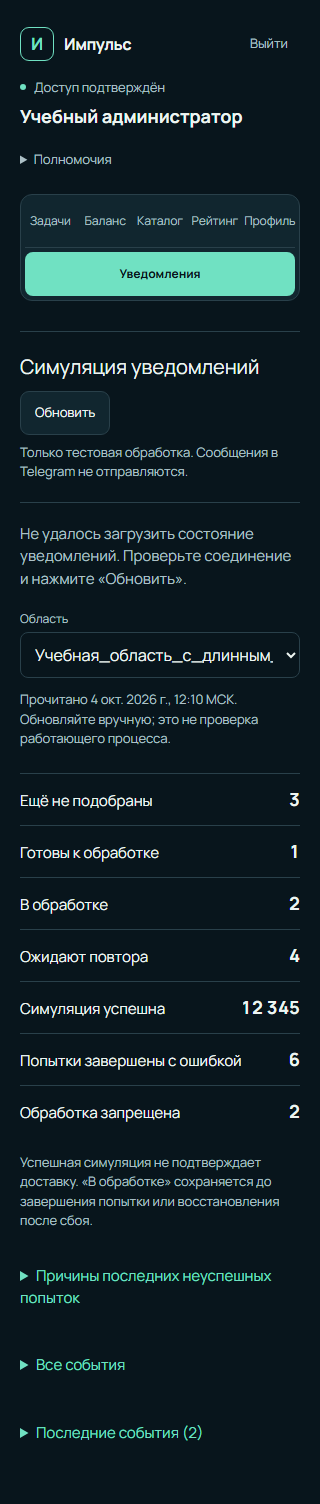 И Импульс Выйти
Доступ подтверждён
Учебный администратор
Полномочия
Задачи Баланс Каталог Рейтинг Профиль
Уведомления
Симуляция уведомлений
Обновить
Только тестовая обработка. Сообщения в
Telegram не отправляются.
Не удалось загрузить состояние
уведомлений. Проверьте соединение
и нажмите «Обновить».
Область
Учебная_область_с_длинным_
Прочитано 4 окт. 2026 г., 12:10 МСК.
Обновляйте вручную; это не проверка
работающего процесса.
Ещё не подобраны 3
Готовы к обработке 1
В обработке 2
Ожидают повтора 4
Симуляция успешна 12 345
Попытки завершены с ошибкой 6
Обработка запрещена 2
Успешная симуляция не подтверждает
доставку. «В обработке» сохраняется до
завершения попытки или восстановления
после сбоя.
Причины последних неуспешных
попыток
Все события
Последние события (2)